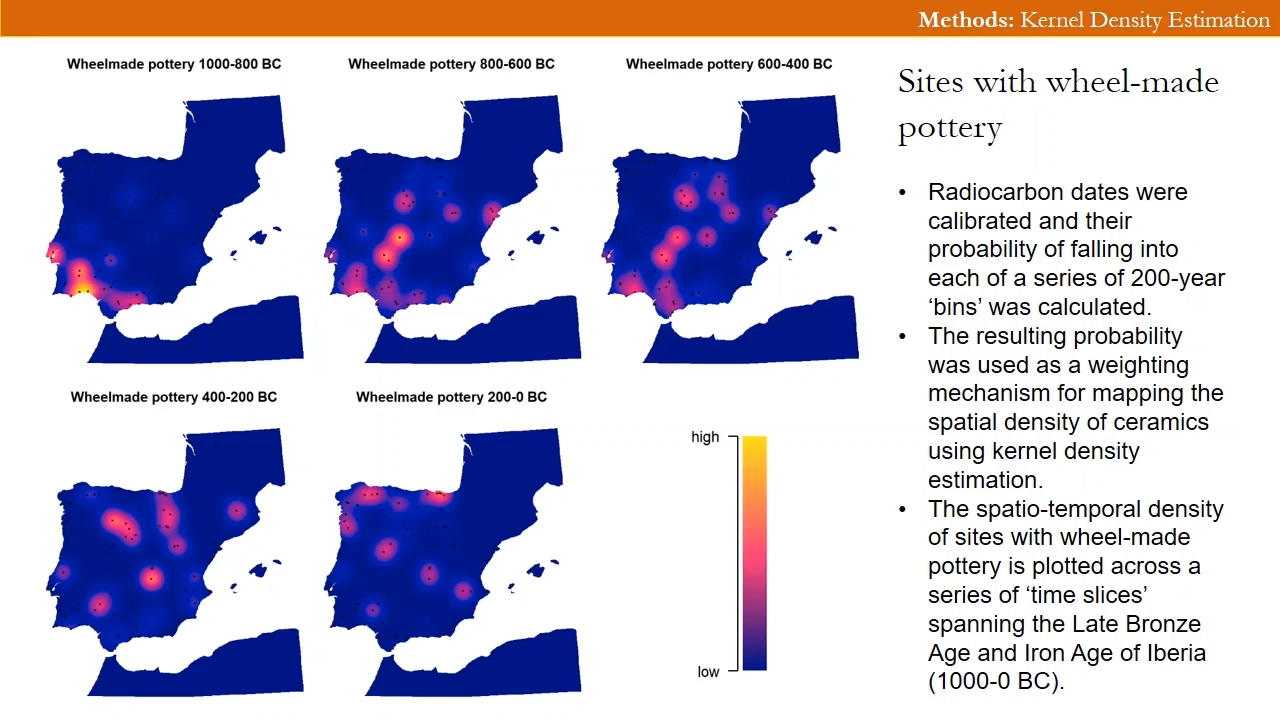 Methods: Kernel Density Estimation
Wheelmade pottery 1000-800 BC
Wheelmade pottery 800-600 BC
Wheelmade pottery 600-400 BC
Wheelmade pottery 400-200 BC
Wheelmade pottery 200-0 BC
high
low
Sites with wheel-made
pottery
• Radiocarbon dates were
calibrated and their
probability of falling into
each of a series of 200-year
‘bins’ was calculated.
• The resulting probability
was used as a weighting
mechanism for mapping the
spatial density of ceramics
using kernel density
estimation.
• The spatio-temporal density
of sites with wheel-made
pottery is plotted across a
series of ‘time slices’
spanning the Late Bronze
Age and Iron Age of Iberia
(1000-0 BC).